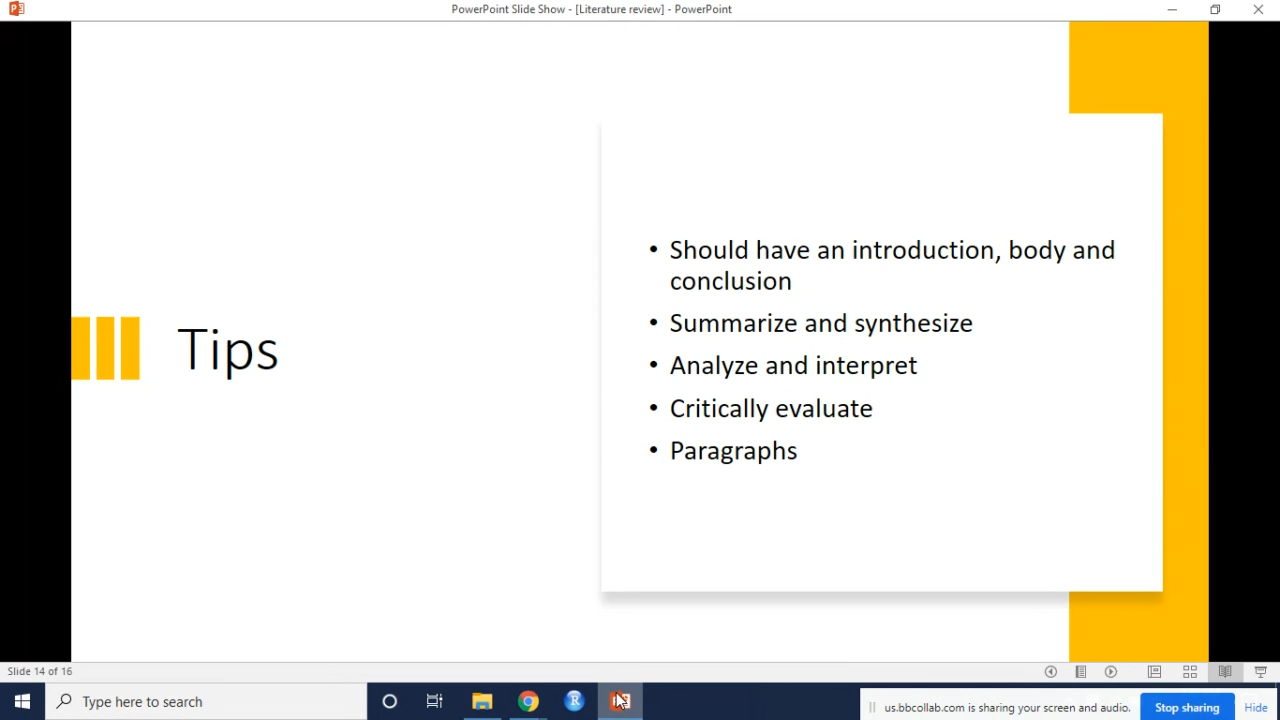 PowerPoint Slide Show - [Literature review] - PowerPoint
Tips
• Should have an introduction, body and
conclusion
• Summarize and synthesize
• Analyze and interpret
• Critically evaluate
• Paragraphs
Slide 14 of 16
Type here to search
us.bbcollab.com is sharing your screen and audio.
Stop sharing
Hide